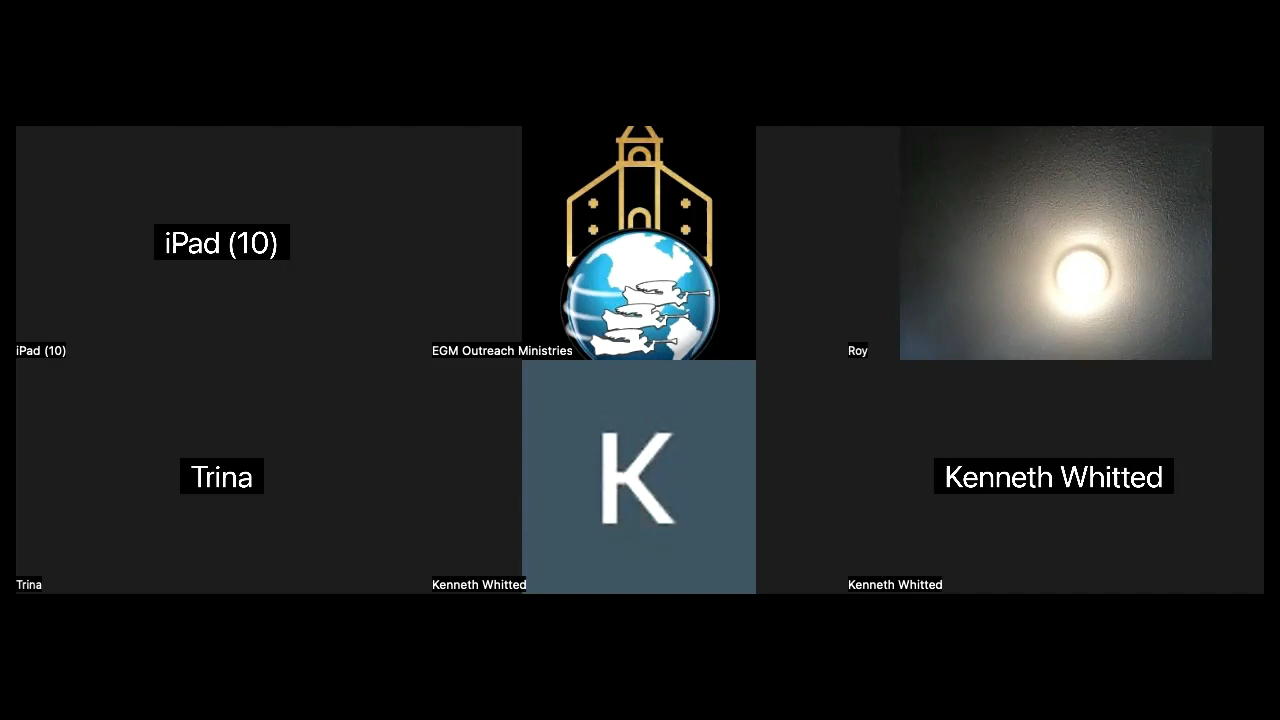 iPad (10)
iPad (10)
EGM Outreach Ministries
Roy
Trina
K
Kenneth Whitted
Trina
Kenneth Whitted
Kenneth Whitted